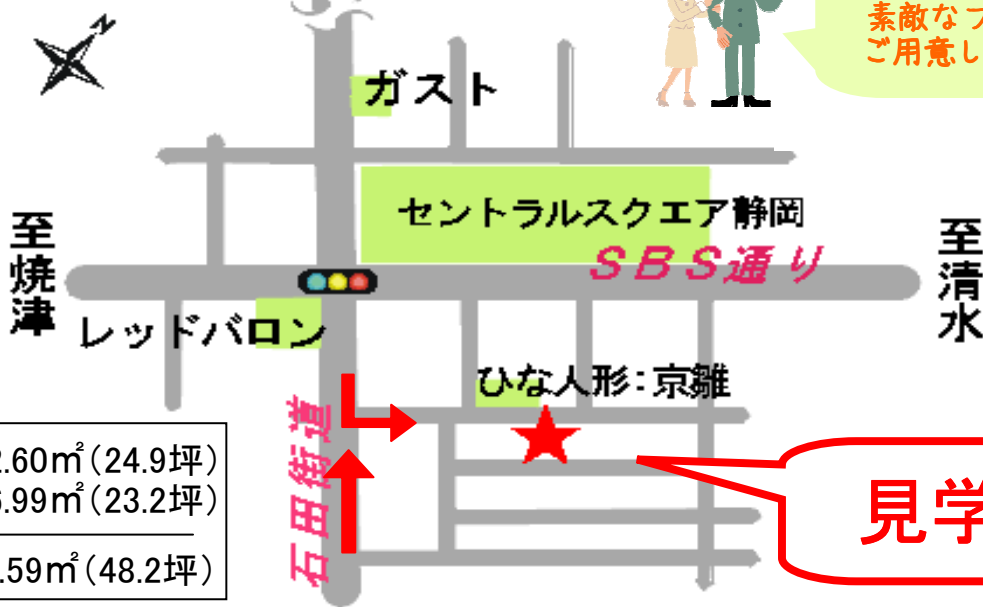 N
素敵な
ご用意し
ガスト
セントラルスクエア静岡
SBS通り
至焼津
至清水
レッドバロン
ひな人形:京雛
石田街道
.60㎡(24.9坪)
.99㎡(23.2坪)
.59㎡(48.2坪)
見学